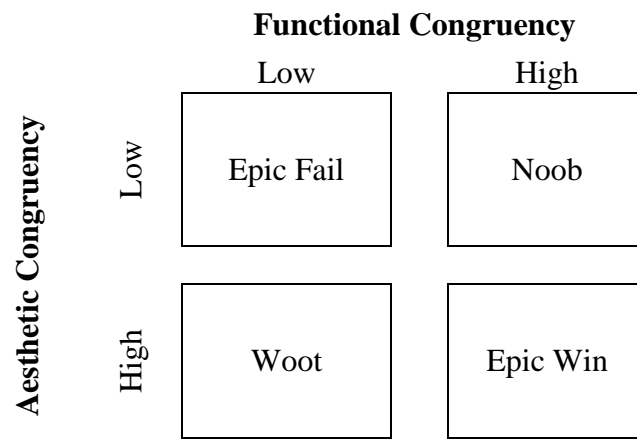 Functional Congruency
Low High
Aesthetic Congruency
Low
Epic Fail
Noob
High
Woot
Epic Win